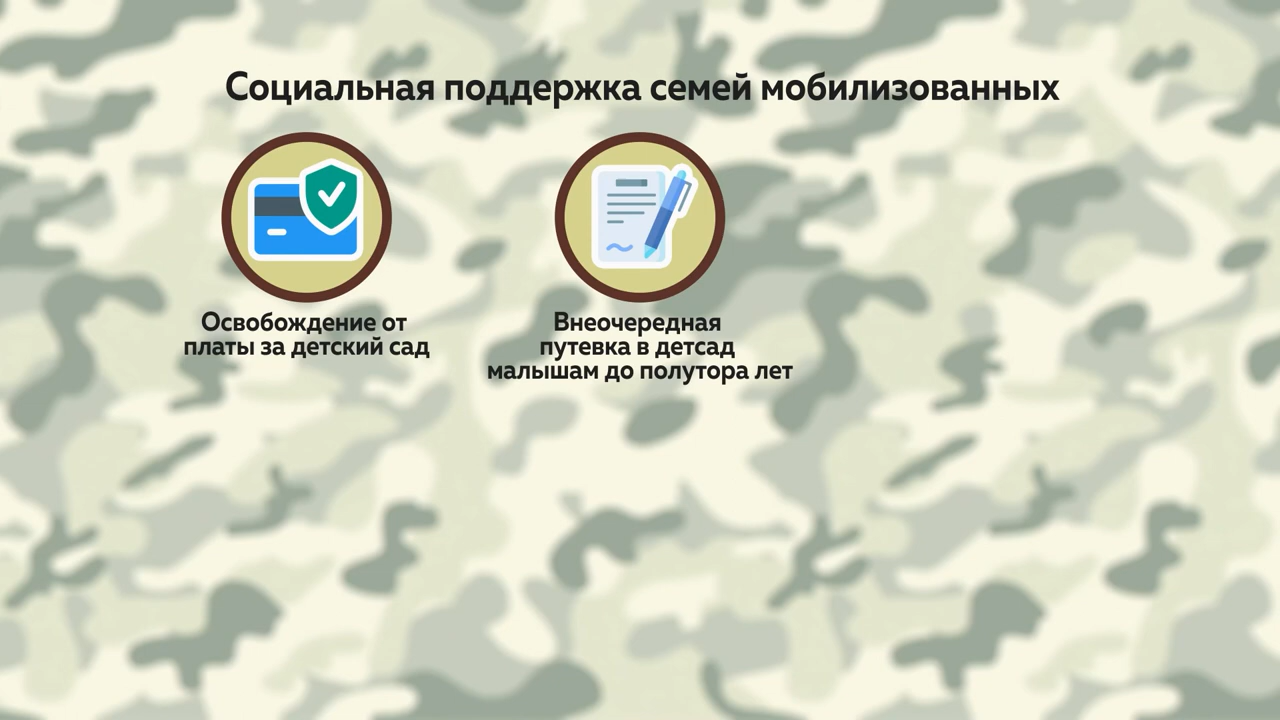 Социальная поддержка семей мобилизованных
Освобождение от
платы за детский сад
Внеочередная
путевка в детсад
малышам до полутора лет